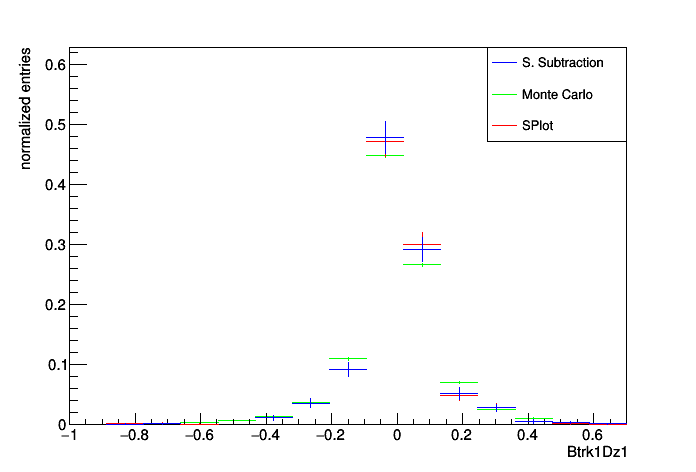 normalized entries
0.6
0.5
0.4
0.3
0.2
0.1
0
−1 −0.8 −0.6 −0.4 −0.2 0 0.2 0.4 0.6
Btrk1Dz1
S. Subtraction
Monte Carlo
SPlot